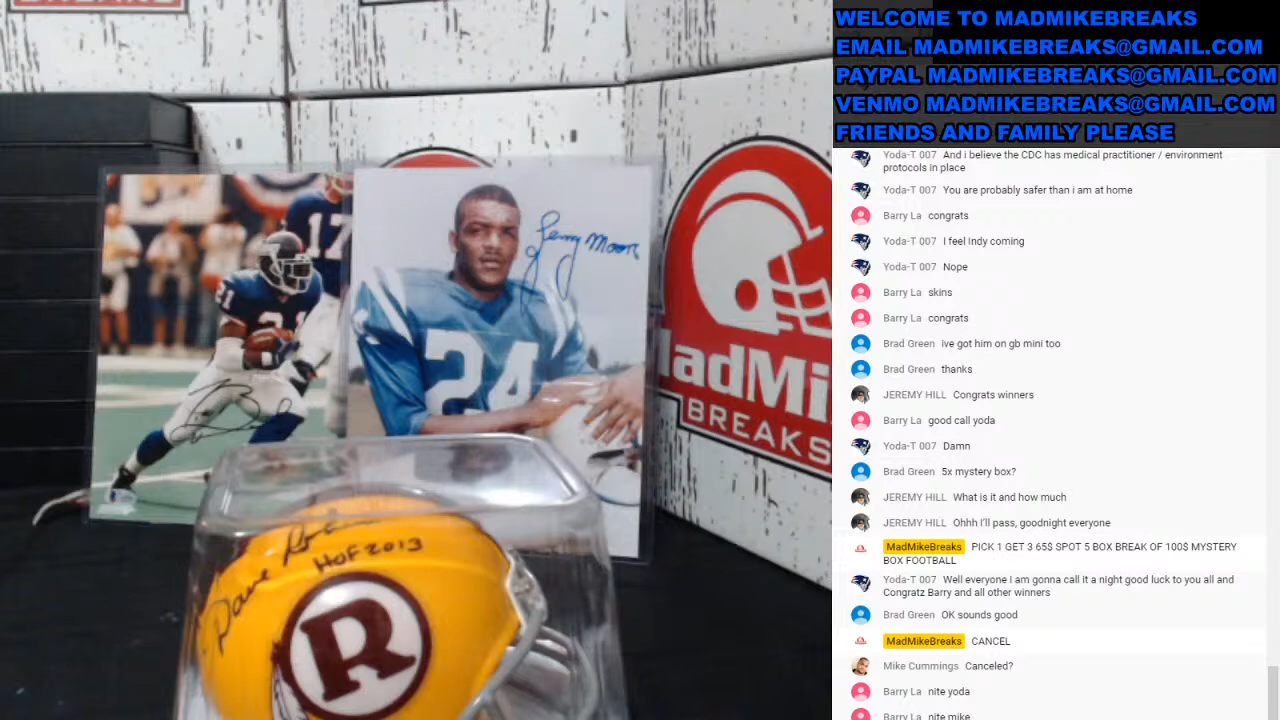 BREAKS
WELCOME TO MADMIKEBREAKS
EMAIL MADMIKEBREAKS@GMAIL.COM
PAYPAL MADMIKEBREAKS@GMAIL.COM
VENMO MADMIKEBREAKS@GMAIL.COM
FRIENDS AND FAMILY PLEASE
17
21
Lenny Moore
24
MadMi
BREAKS
Dave Robin
HOF 2013
R
Yoda-T 007 And i believe the CDC has medical practitioner / environment
protocols in place
Yoda-T 007 You are probably safer than i am at home
Barry La congrats
Yoda-T 007 I feel Indy coming
Yoda-T 007 Nope
Barry La skins
Barry La congrats
Brad Green ive got him on gb mini too
Brad Green thanks
JEREMY HILL Congrats winners
Barry La good call yoda
Yoda-T 007 Damn
Brad Green 5x mystery box?
JEREMY HILL What is it and how much
JEREMY HILL Ohhh I'll pass, goodnight everyone
MadMikeBreaks PICK 1 GET 3 65$ SPOT 5 BOX BREAK OF 100$ MYSTERY
BOX FOOTBALL
Yoda-T 007 Well everyone I am gonna call it a night good luck to you all and
Congratz Barry and all other winners
Brad Green OK sounds good
MadMikeBreaks CANCEL
Mike Cummings Canceled?
Barry La nite yoda
Barry La nite mike